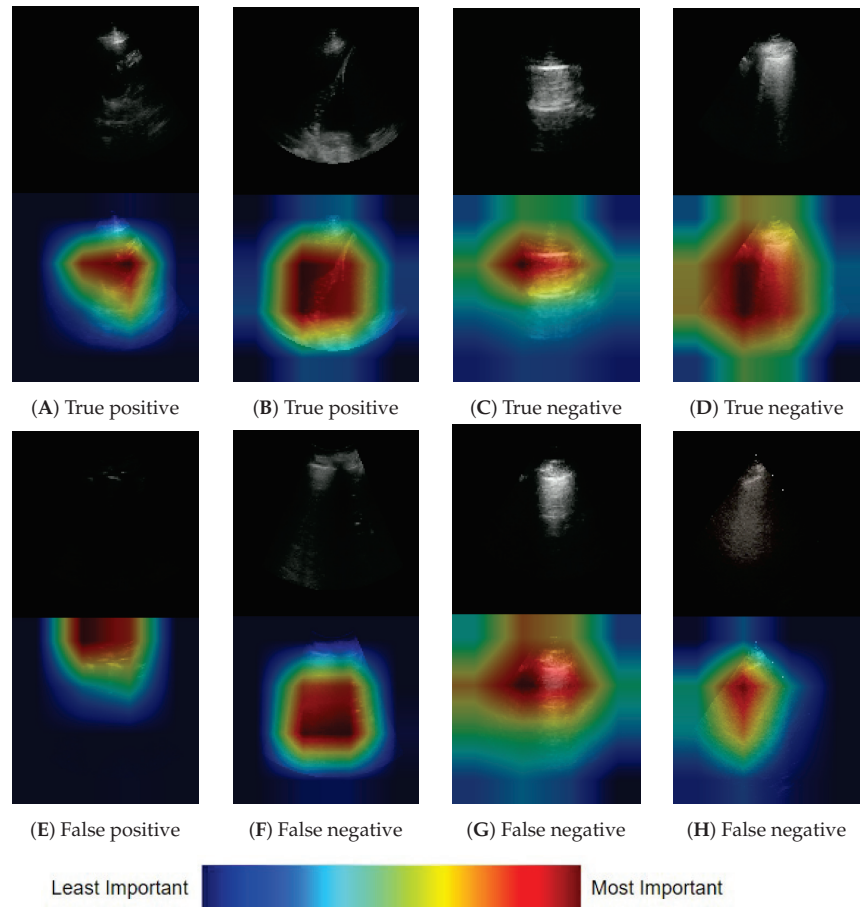 (A) True positive
(B) True positive
(C) True negative
(D) True negative
(E) False positive
(F) False negative
(G) False negative
(H) False negative
Least Important
Most Important